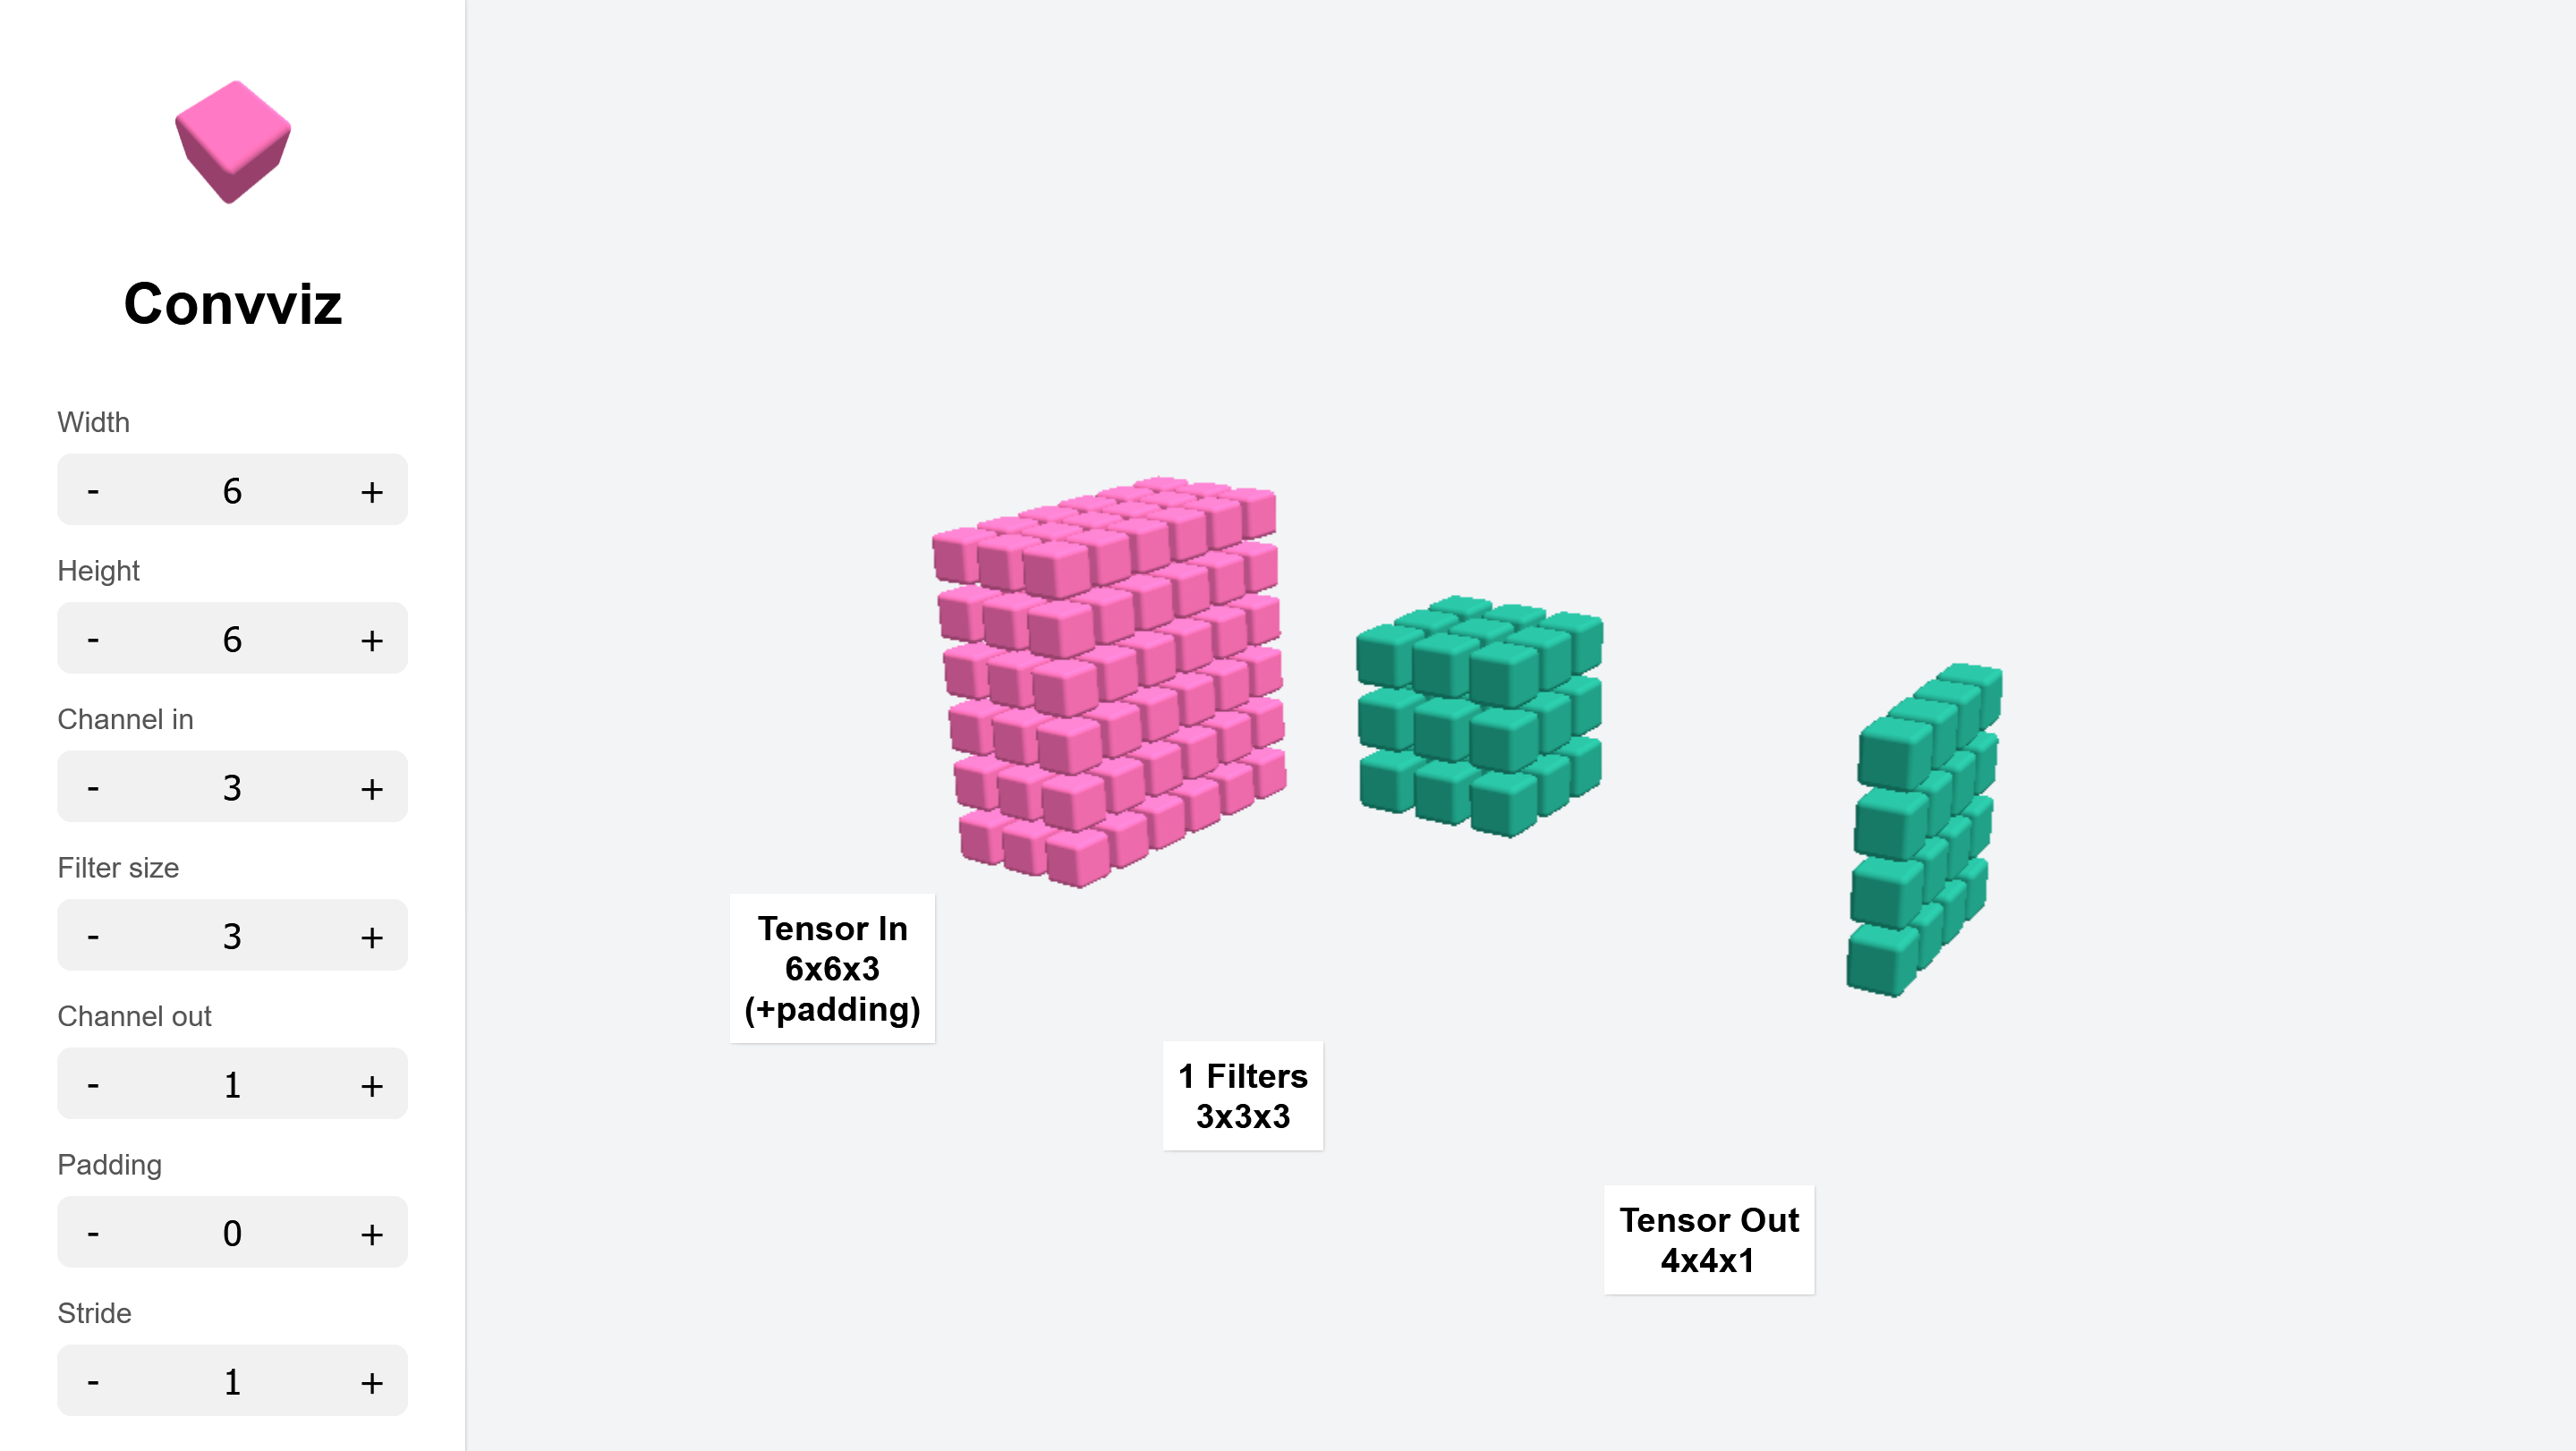 Convviz
Width
- 6 +
Height
- 6 +
Channel in
- 3 +
Filter size
- 3 +
Channel out
- 1 +
Padding
- 0 +
Stride
- 1 +
Tensor In
6x6x3
(+padding)
1 Filters
3x3x3
Tensor Out
4x4x1